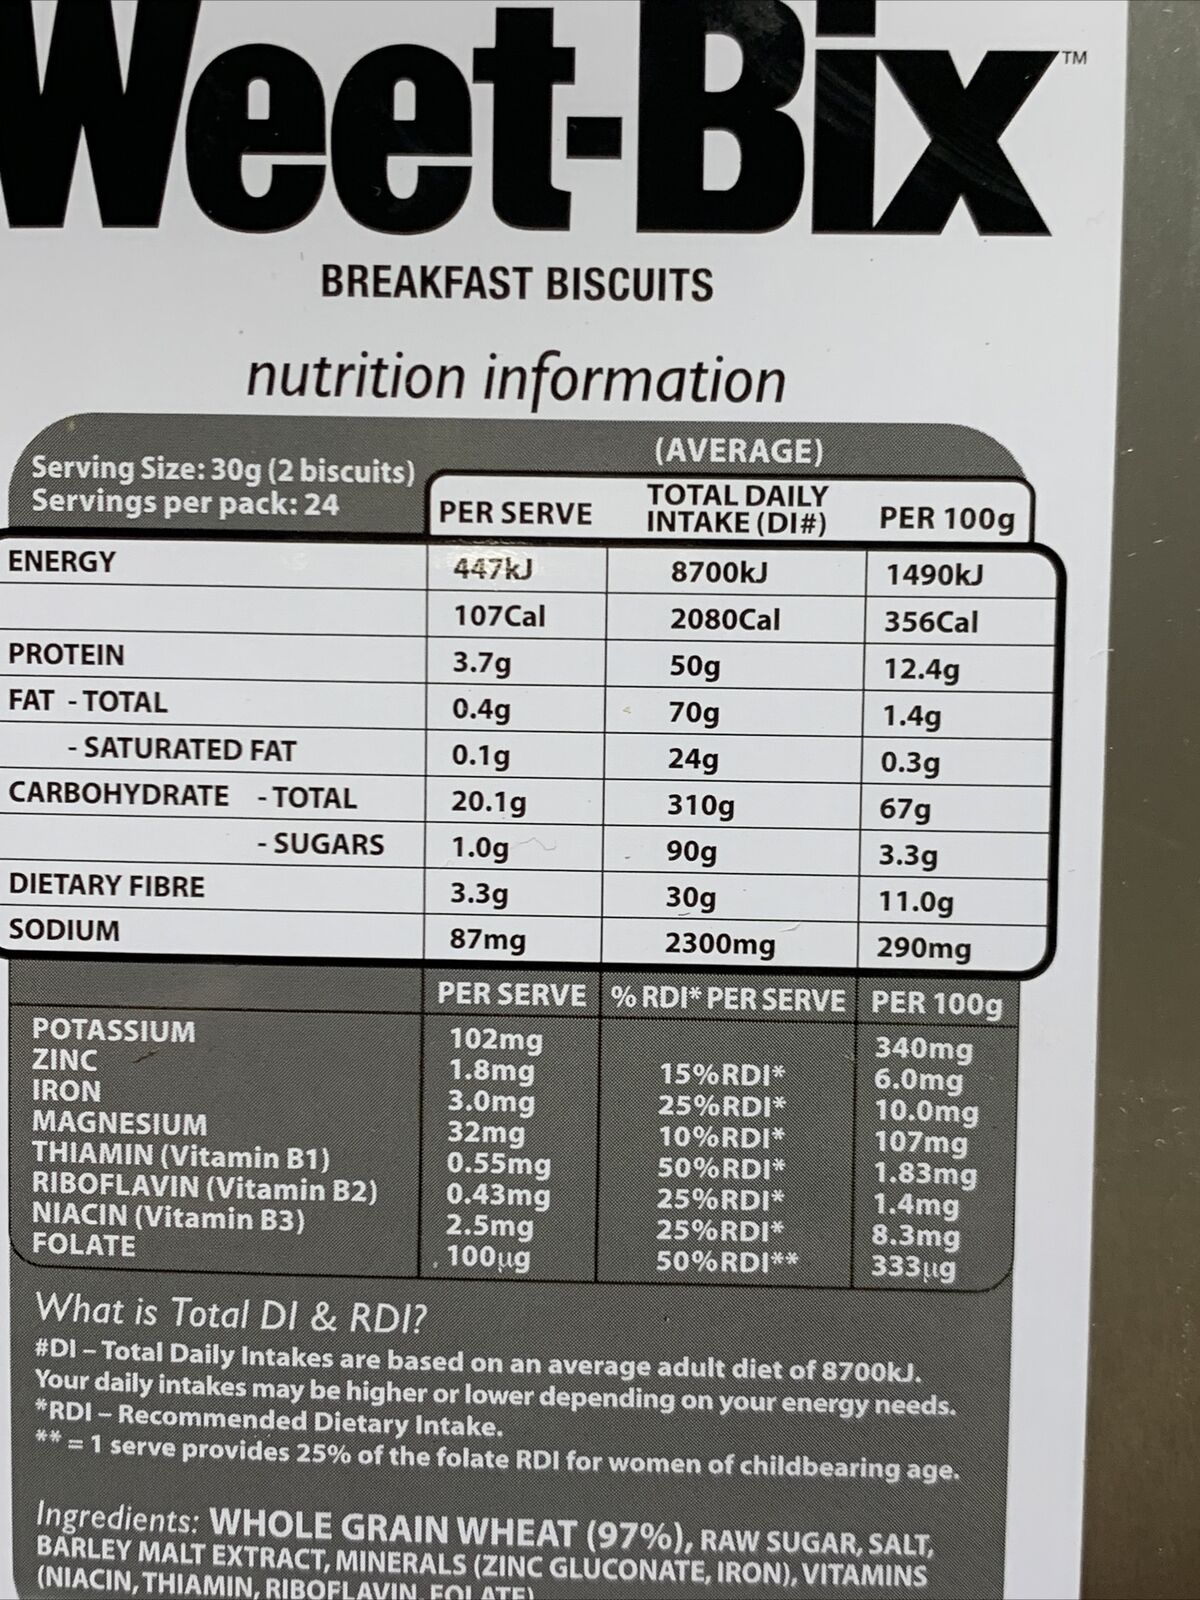 Weet-Bix™
BREAKFAST BISCUITS
nutrition information
(AVERAGE)
Serving Size: 30g (2 biscuits)
Servings per pack: 24
PER SERVE TOTAL DAILY INTAKE (DI#) PER 100g
ENERGY 447kJ 8700kJ 1490kJ
107Cal 2080Cal 356Cal
PROTEIN 3.7g 50g 12.4g
FAT - TOTAL 0.4g 70g 1.4g
- SATURATED FAT 0.1g 24g 0.3g
CARBOHYDRATE - TOTAL 20.1g 310g 67g
- SUGARS 1.0g 90g 3.3g
DIETARY FIBRE 3.3g 30g 11.0g
SODIUM 87mg 2300mg 290mg
PER SERVE % RDI* PER SERVE PER 100g
POTASSIUM 102mg 340mg
ZINC 1.8mg 15%RDI* 6.0mg
IRON 3.0mg 25%RDI* 10.0mg
MAGNESIUM 32mg 10%RDI* 107mg
THIAMIN (Vitamin B1) 0.55mg 50%RDI* 1.83mg
RIBOFLAVIN (Vitamin B2) 0.43mg 25%RDI* 1.4mg
NIACIN (Vitamin B3) 2.5mg 25%RDI* 8.3mg
FOLATE 100µg 50%RDI** 333µg
What is Total DI & RDI?
#DI – Total Daily Intakes are based on an average adult diet of 8700kJ.
Your daily intakes may be higher or lower depending on your energy needs.
*RDI – Recommended Dietary Intake.
** = 1 serve provides 25% of the folate RDI for women of childbearing age.
Ingredients: WHOLE GRAIN WHEAT (97%), RAW SUGAR, SALT,
BARLEY MALT EXTRACT, MINERALS (ZINC GLUCONATE, IRON), VITAMINS
(NIACIN, THIAMIN, RIBOFLAVIN, FOLATE)